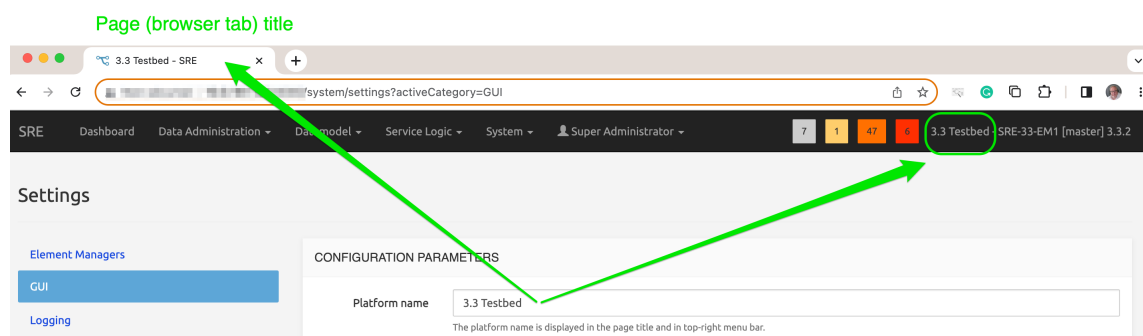 Page (browser tab) title
3.3 Testbed - SRE
/system/settings?activeCategory=GUI
SRE Dashboard Data Administration Data model Service Logic System Super Administrator 7 1 47 6 3.3 Testbed - SRE-33-EM1 [master] 3.3.2
Settings
Element Managers
CONFIGURATION PARAMETERS
GUI
Platform name 3.3 Testbed
Logging
The platform name is displayed in the page title and in top-right menu bar.